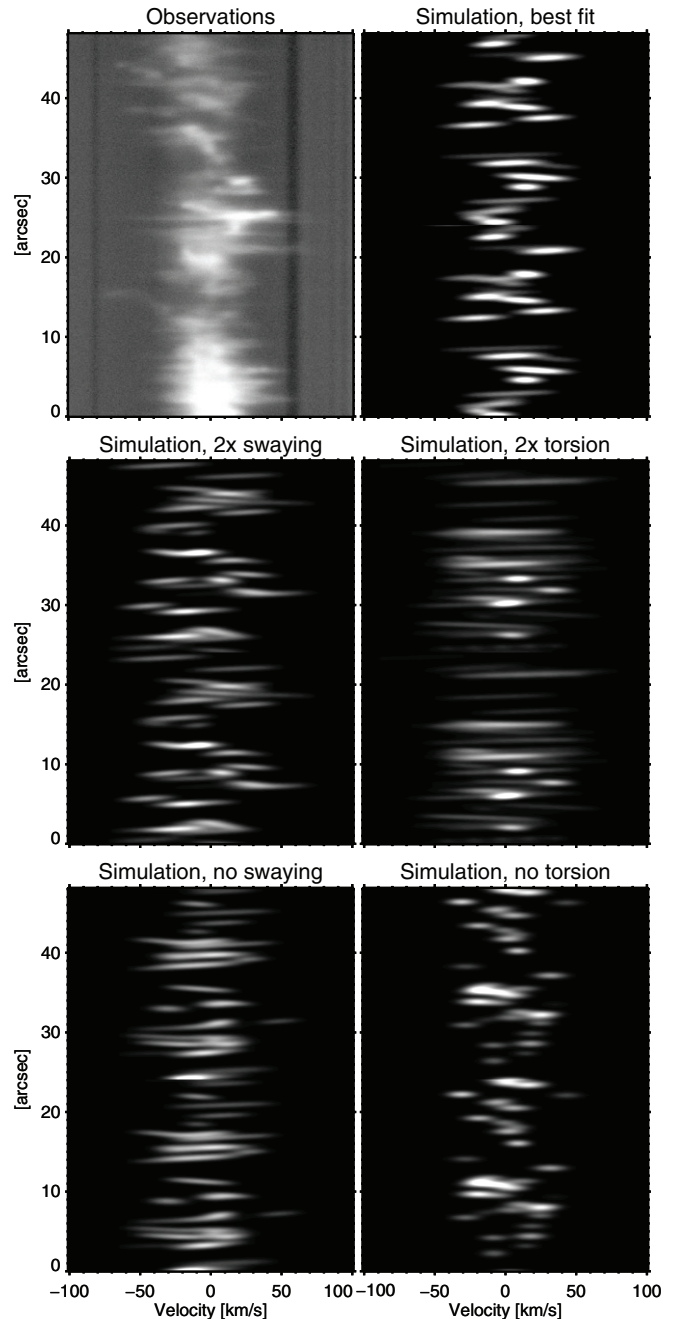 Observations
Simulation, best fit
[arcsec]
40
30
20
10
0
Simulation, 2x swaying
Simulation, 2x torsion
[arcsec]
40
30
20
10
0
Simulation, no swaying
Simulation, no torsion
[arcsec]
40
30
20
10
0
−100 −50 0 50 100
−100 −50 0 50 100
Velocity [km/s]
Velocity [km/s]